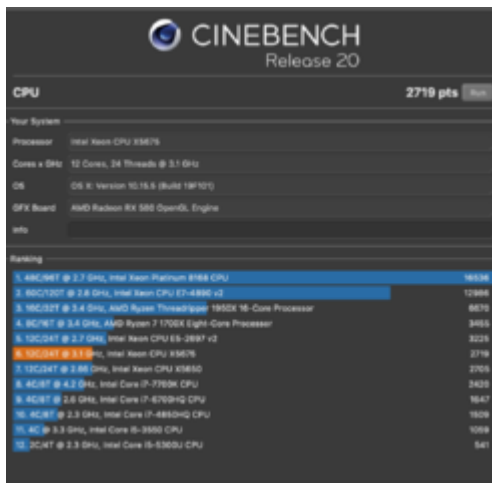 CINEBENCH
Release 20
CPU 2719 pts Run
Your System
Processor Intel Xeon CPU X5675
Cores x GHz 12 Cores, 24 Threads @ 3.1 GHz
OS OS X: Version 10.15.5 (Build 19F101)
GFX Board AMD Radeon RX 580 OpenGL Engine
Info
Ranking
1. 48C/96T @ 2.7 GHz, Intel Xeon Platinum 8168 CPU 16536
2. 60C/120T @ 2.8 GHz, Intel Xeon CPU E7-4890 v2 12986
3. 16C/32T @ 3.4 GHz, AMD Ryzen Threadripper 1950X 16-Core Processor 6670
4. 8C/16T @ 3.4 GHz, AMD Ryzen 7 1700X Eight-Core Processor 3455
5. 12C/24T @ 2.7 GHz, Intel Xeon CPU E5-2697 v2 3225
6. 12C/24T @ 3.1 GHz, Intel Xeon CPU X5675 2719
7. 12C/24T @ 2.66 GHz, Intel Xeon CPU X5650 2705
8. 4C/8T @ 4.2 GHz, Intel Core i7-7700K CPU 2420
9. 4C/8T @ 2.6 GHz, Intel Core i7-6700HQ CPU 1647
10. 4C/8T @ 2.3 GHz, Intel Core i7-4850HQ CPU 1509
11. 4C @ 3.3 GHz, Intel Core i5-3550 CPU 1059
12. 2C/4T @ 2.3 GHz, Intel Core i5-5300U CPU 541